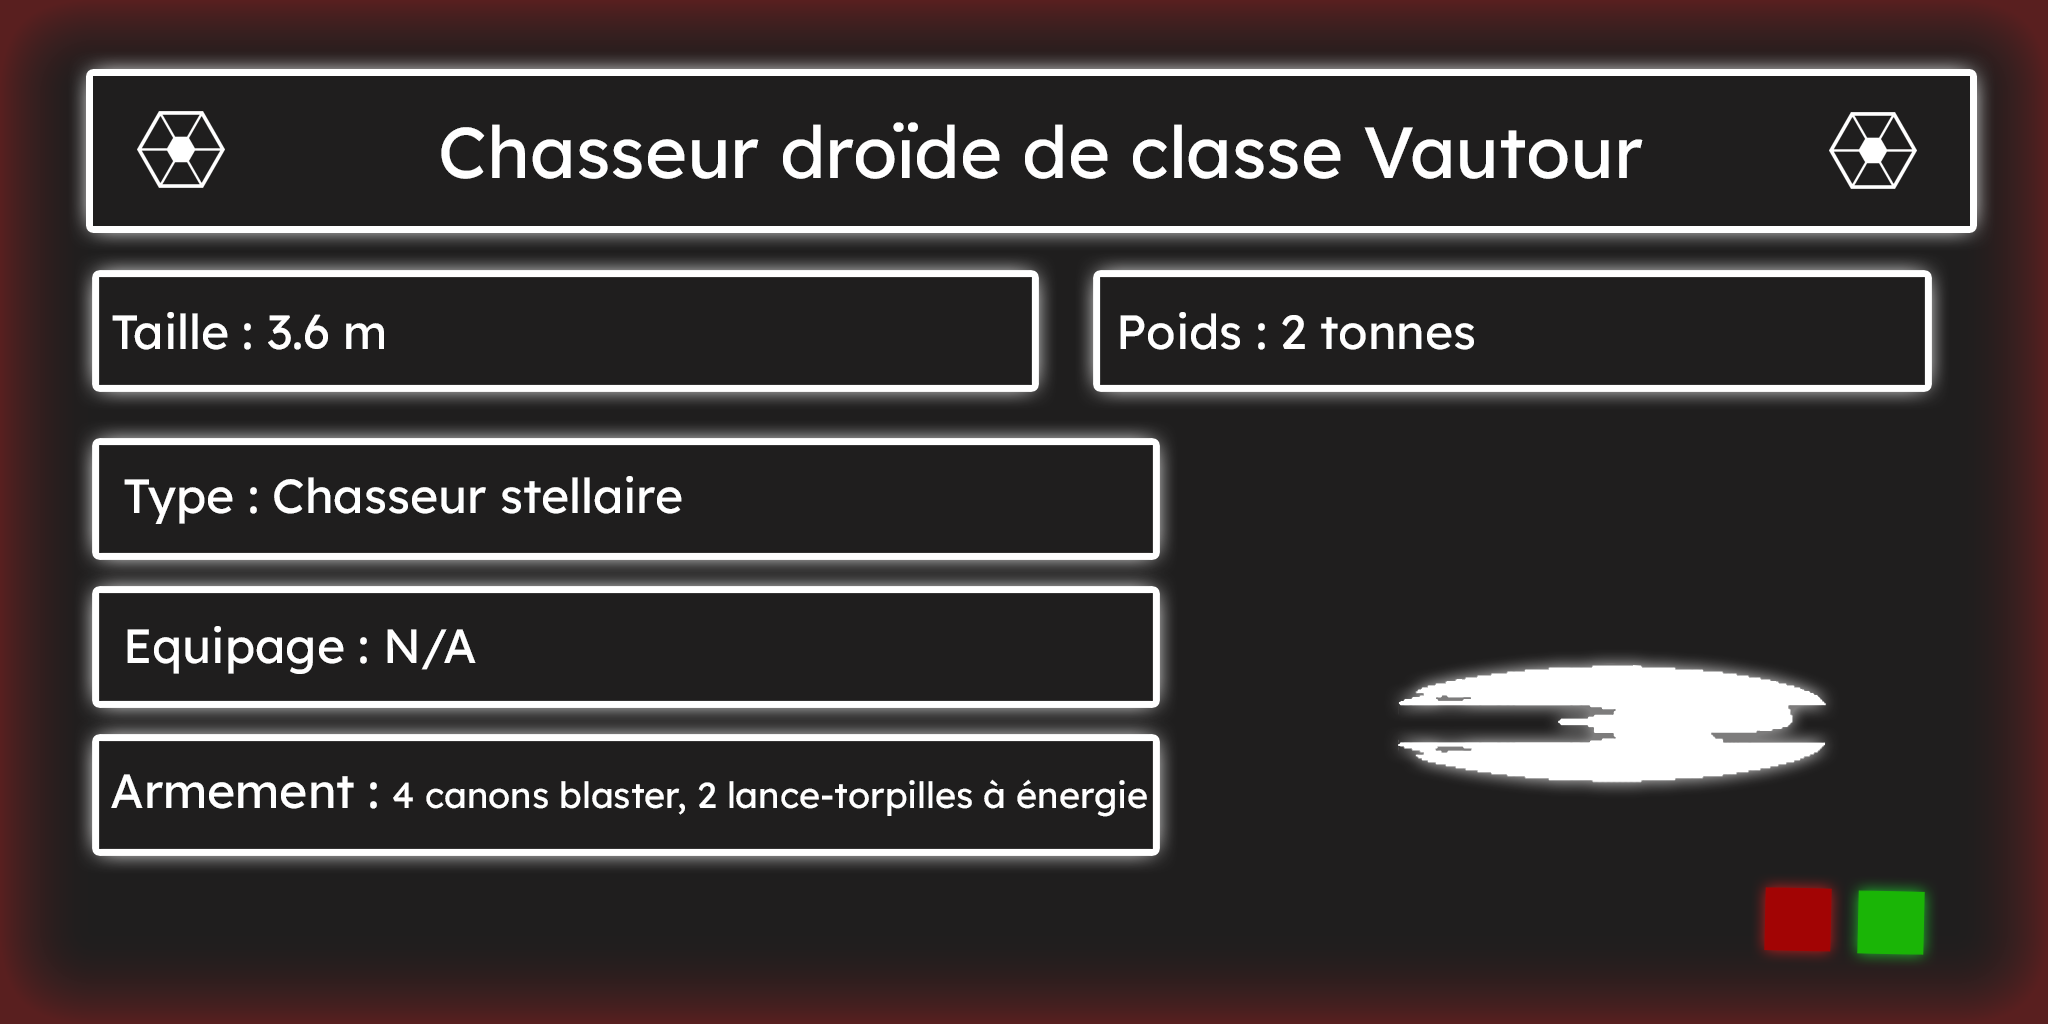 Chasseur droïde de classe Vautour
Taille : 3.6 m
Poids : 2 tonnes
Type : Chasseur stellaire
Equipage : N/A
Armement : 4 canons blaster, 2 lance-torpilles à énergie